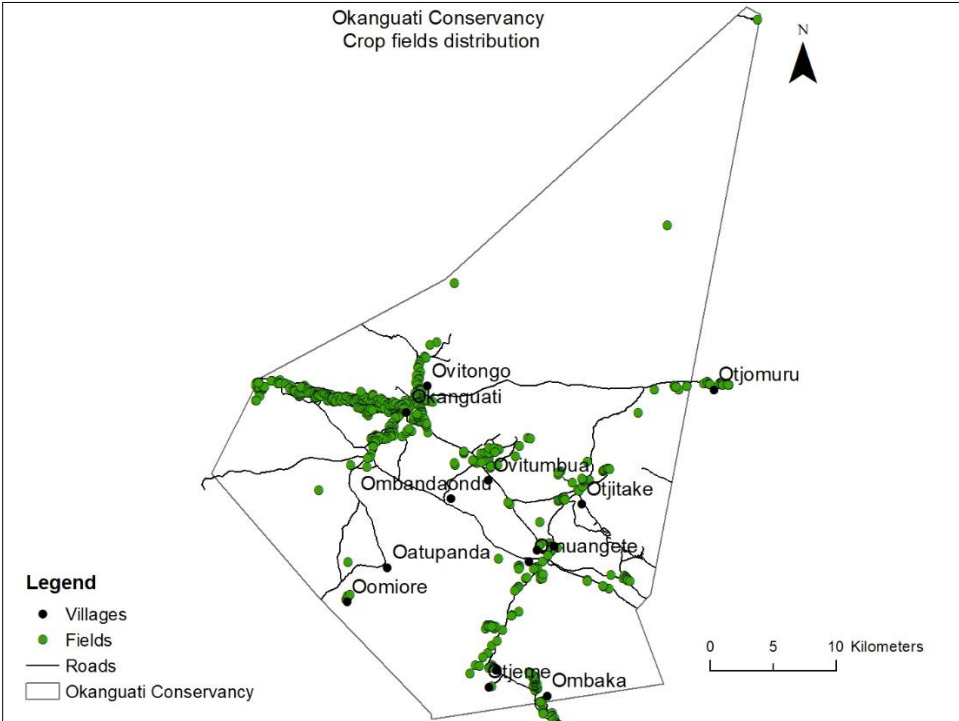 Okanguati Conservancy
Crop fields distribution
N
Ovitongo
Otjomuru
Okanguati
Ovitumbua
Ombandaondu
Otjitake
Oatupanda
Omuangete
Oomiore
Otjeme
Ombaka
Legend
Villages
Fields
Roads
Okanguati Conservancy
0 5 10 Kilometers